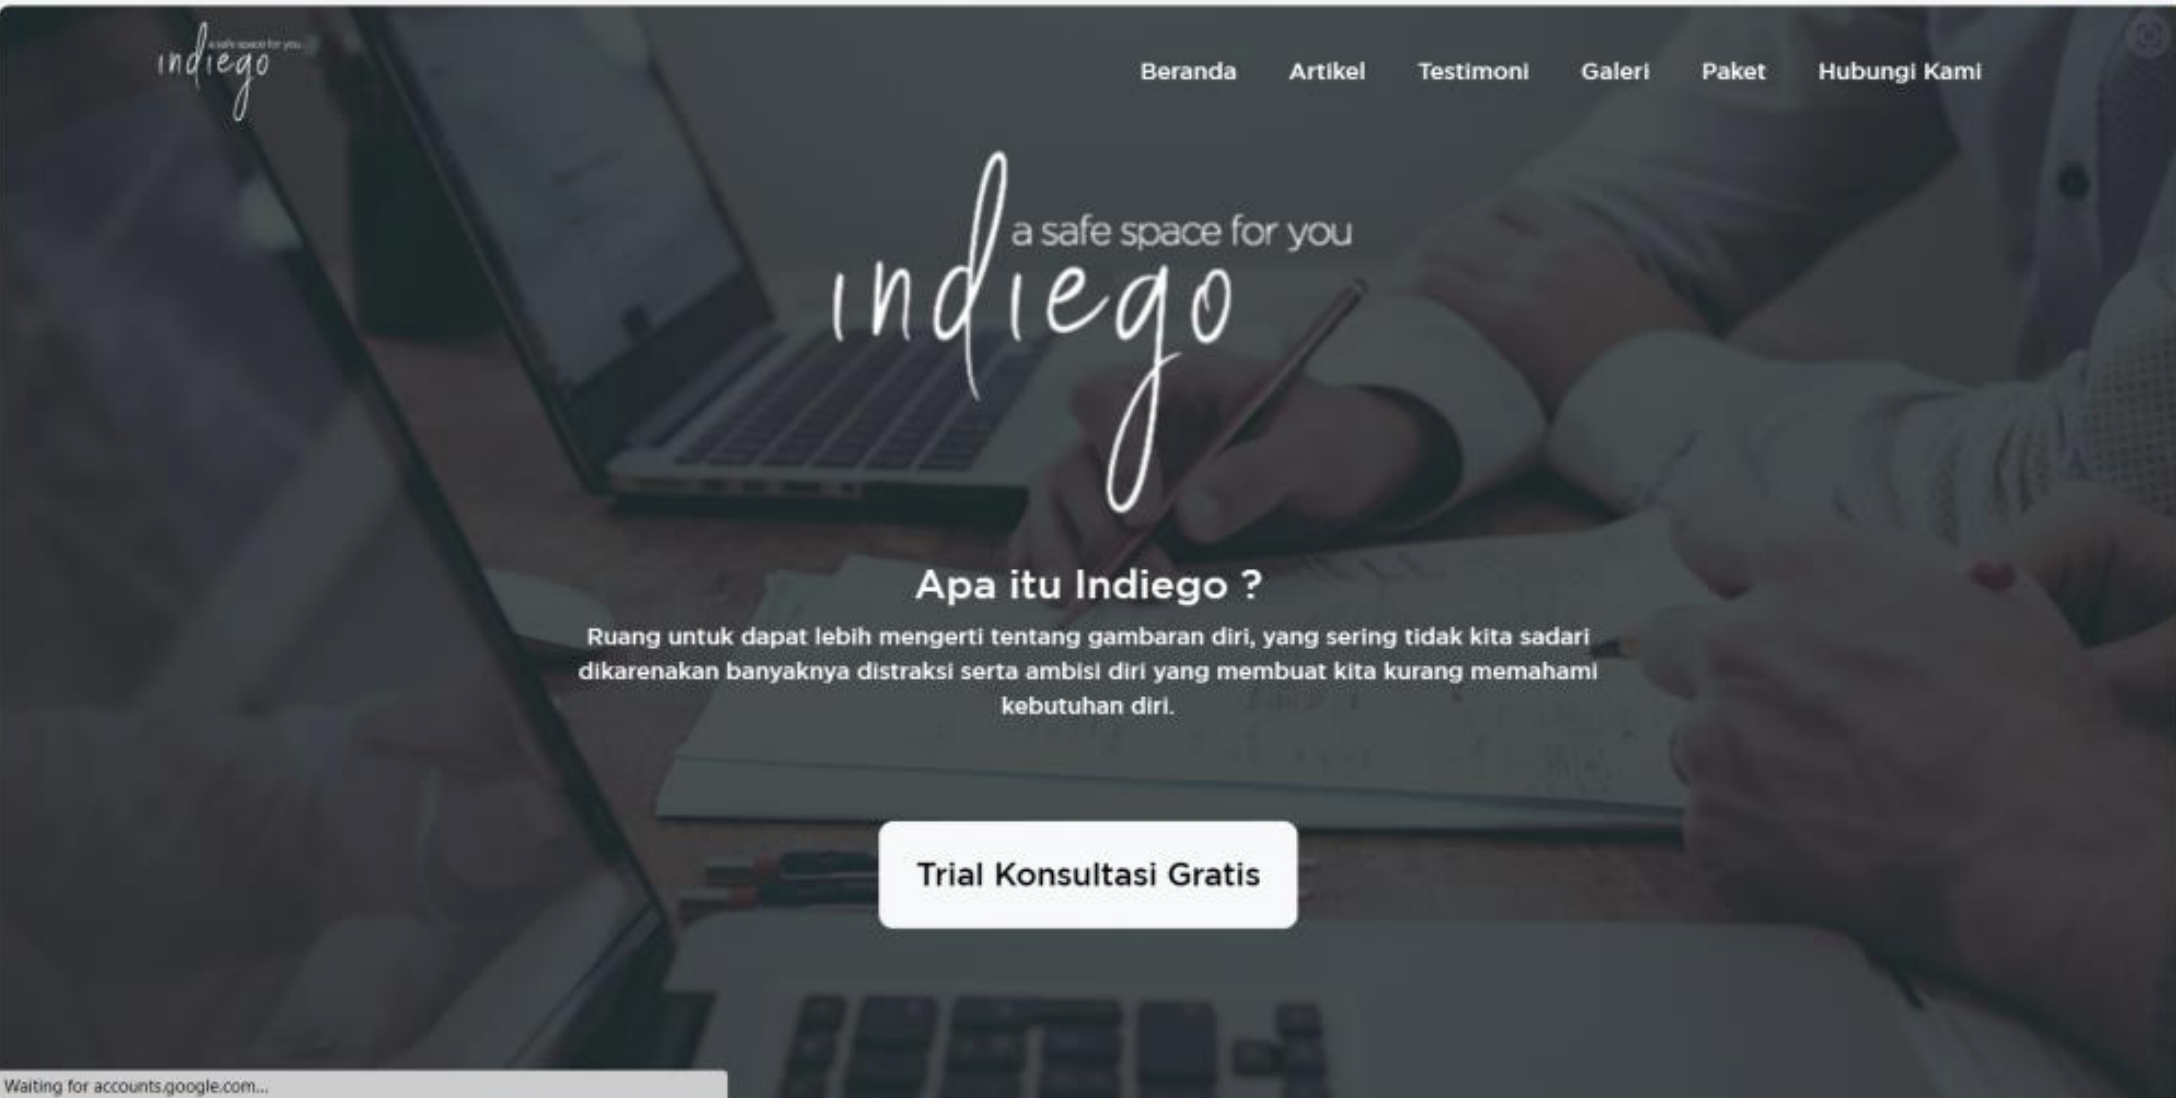 a safe space for you
indiego
Beranda Artikel Testimoni Galeri Paket Hubungi Kami
a safe space for you
indiego
Apa itu Indiego ?
Ruang untuk dapat lebih mengerti tentang gambaran diri, yang sering tidak kita sadari
dikarenakan banyaknya distraksi serta ambisi diri yang membuat kita kurang memahami
kebutuhan diri.
Trial Konsultasi Gratis
Waiting for accounts.google.com...